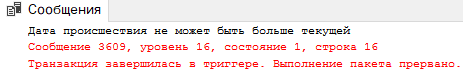 Сообщения
Дата происшествия не может быть больше текущей
Сообщение 3609, уровень 16, состояние 1, строка 16
Транзакция завершилась в триггере. Выполнение пакета прервано.